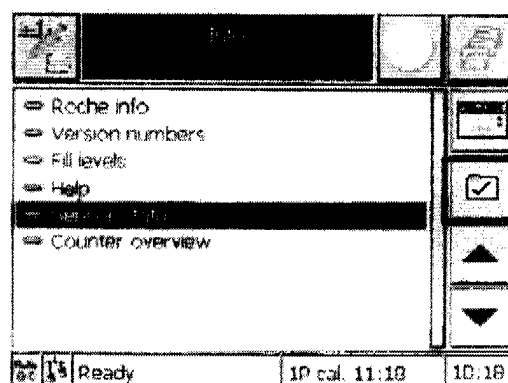 Roche info
Version numbers
Fill levels
Help
Counter overview
Ready
1P cal. 11:18
10:18